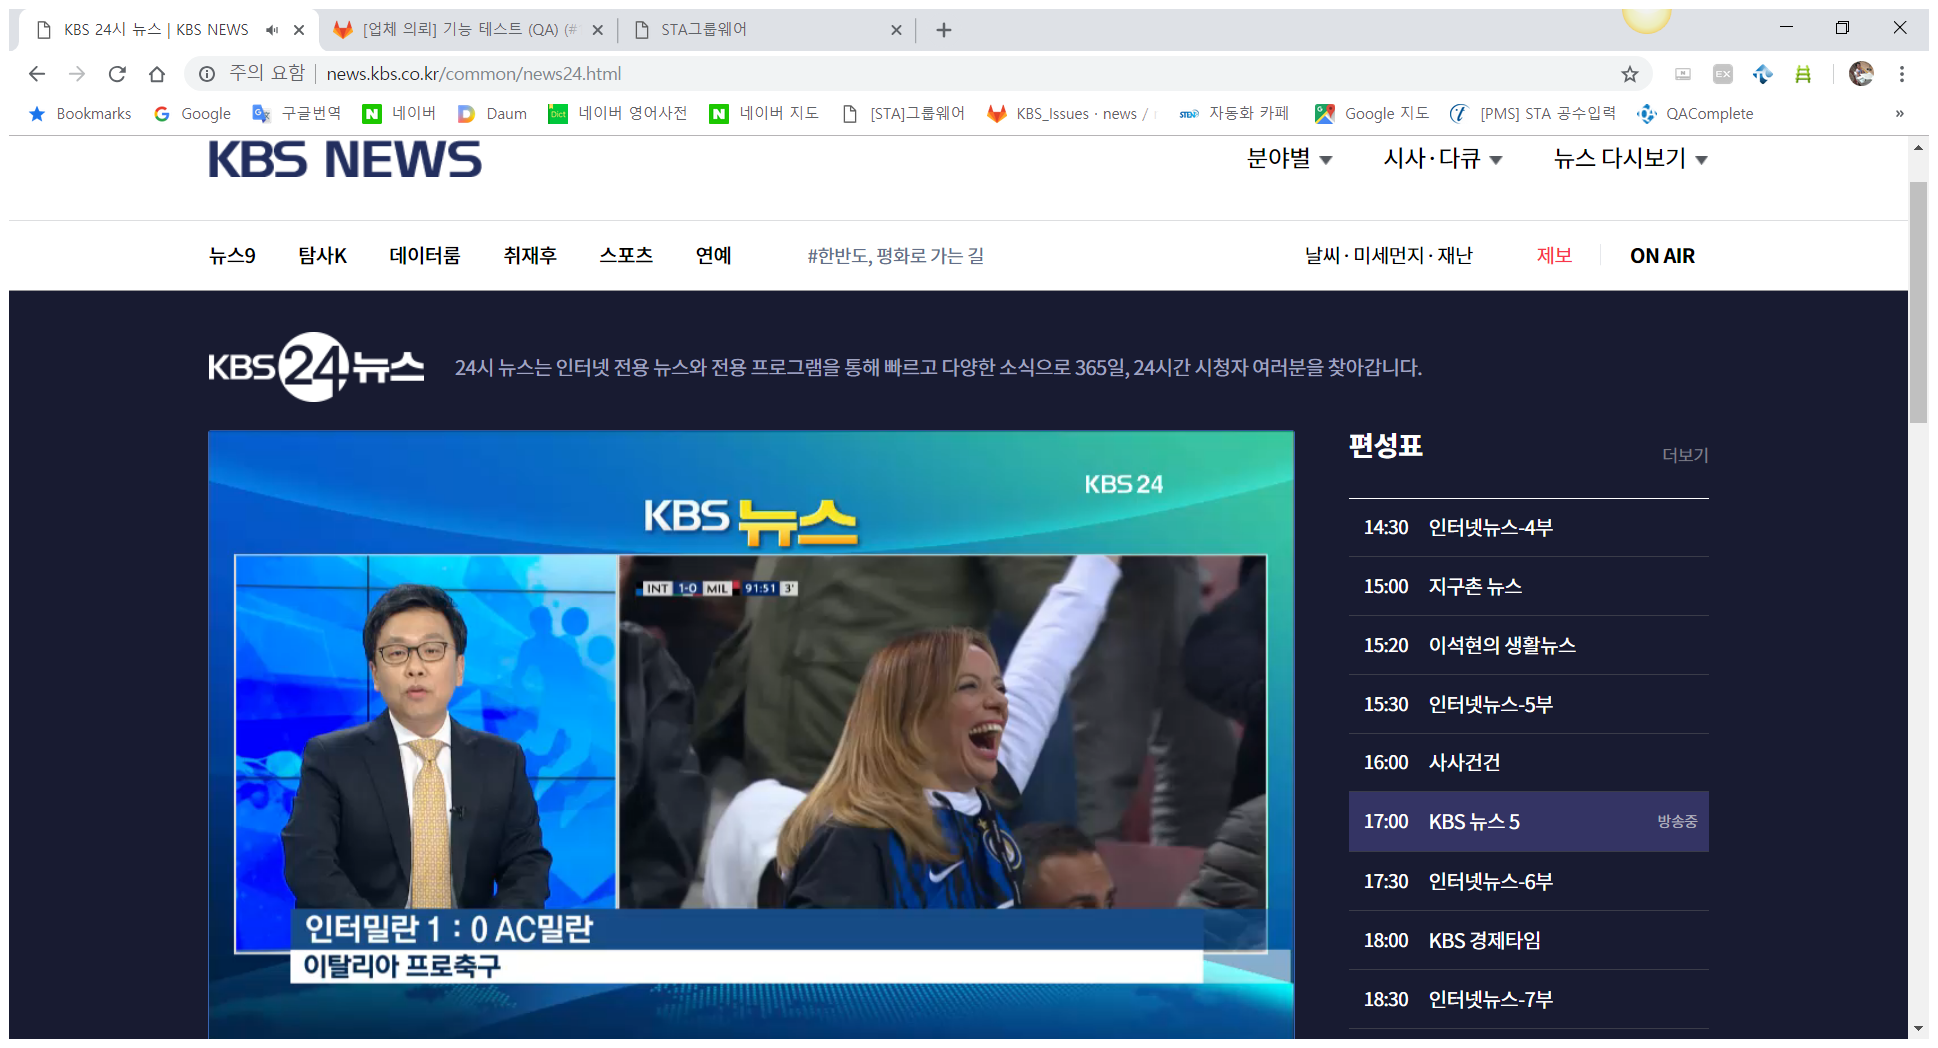 KBS 24시 뉴스 | KBS NEWS
[업체 의뢰] 기능 테스트 (QA) (#
STA그룹웨어
주의 요함
news.kbs.co.kr/common/news24.html
EX
Bookmarks
Google
구글번역
네이버
Daum
Dict 네이버 영어사전
네이버 지도
[STA]그룹웨어
KBS_Issues · news /
STEN 자동화 카페
Google 지도
[PMS] STA 공수입력
QAComplete
KBS NEWS
분야별
시사·다큐
뉴스 다시보기
뉴스9
탐사K
데이터룸
취재후
스포츠
연예
#한반도, 평화로 가는 길
날씨·미세먼지·재난
제보
ON AIR
KBS 24 뉴스
24시 뉴스는 인터넷 전용 뉴스와 전용 프로그램을 통해 빠르고 다양한 소식으로 365일, 24시간 시청자 여러분을 찾아갑니다.
KBS 24
KBS 뉴스
INT 1-0 MIL 91:51 3'
인터밀란 1 : 0 AC밀란
이탈리아 프로축구
편성표
더보기
14:30 인터넷뉴스-4부
15:00 지구촌 뉴스
15:20 이석현의 생활뉴스
15:30 인터넷뉴스-5부
16:00 사사건건
17:00 KBS 뉴스 5 방송중
17:30 인터넷뉴스-6부
18:00 KBS 경제타임
18:30 인터넷뉴스-7부